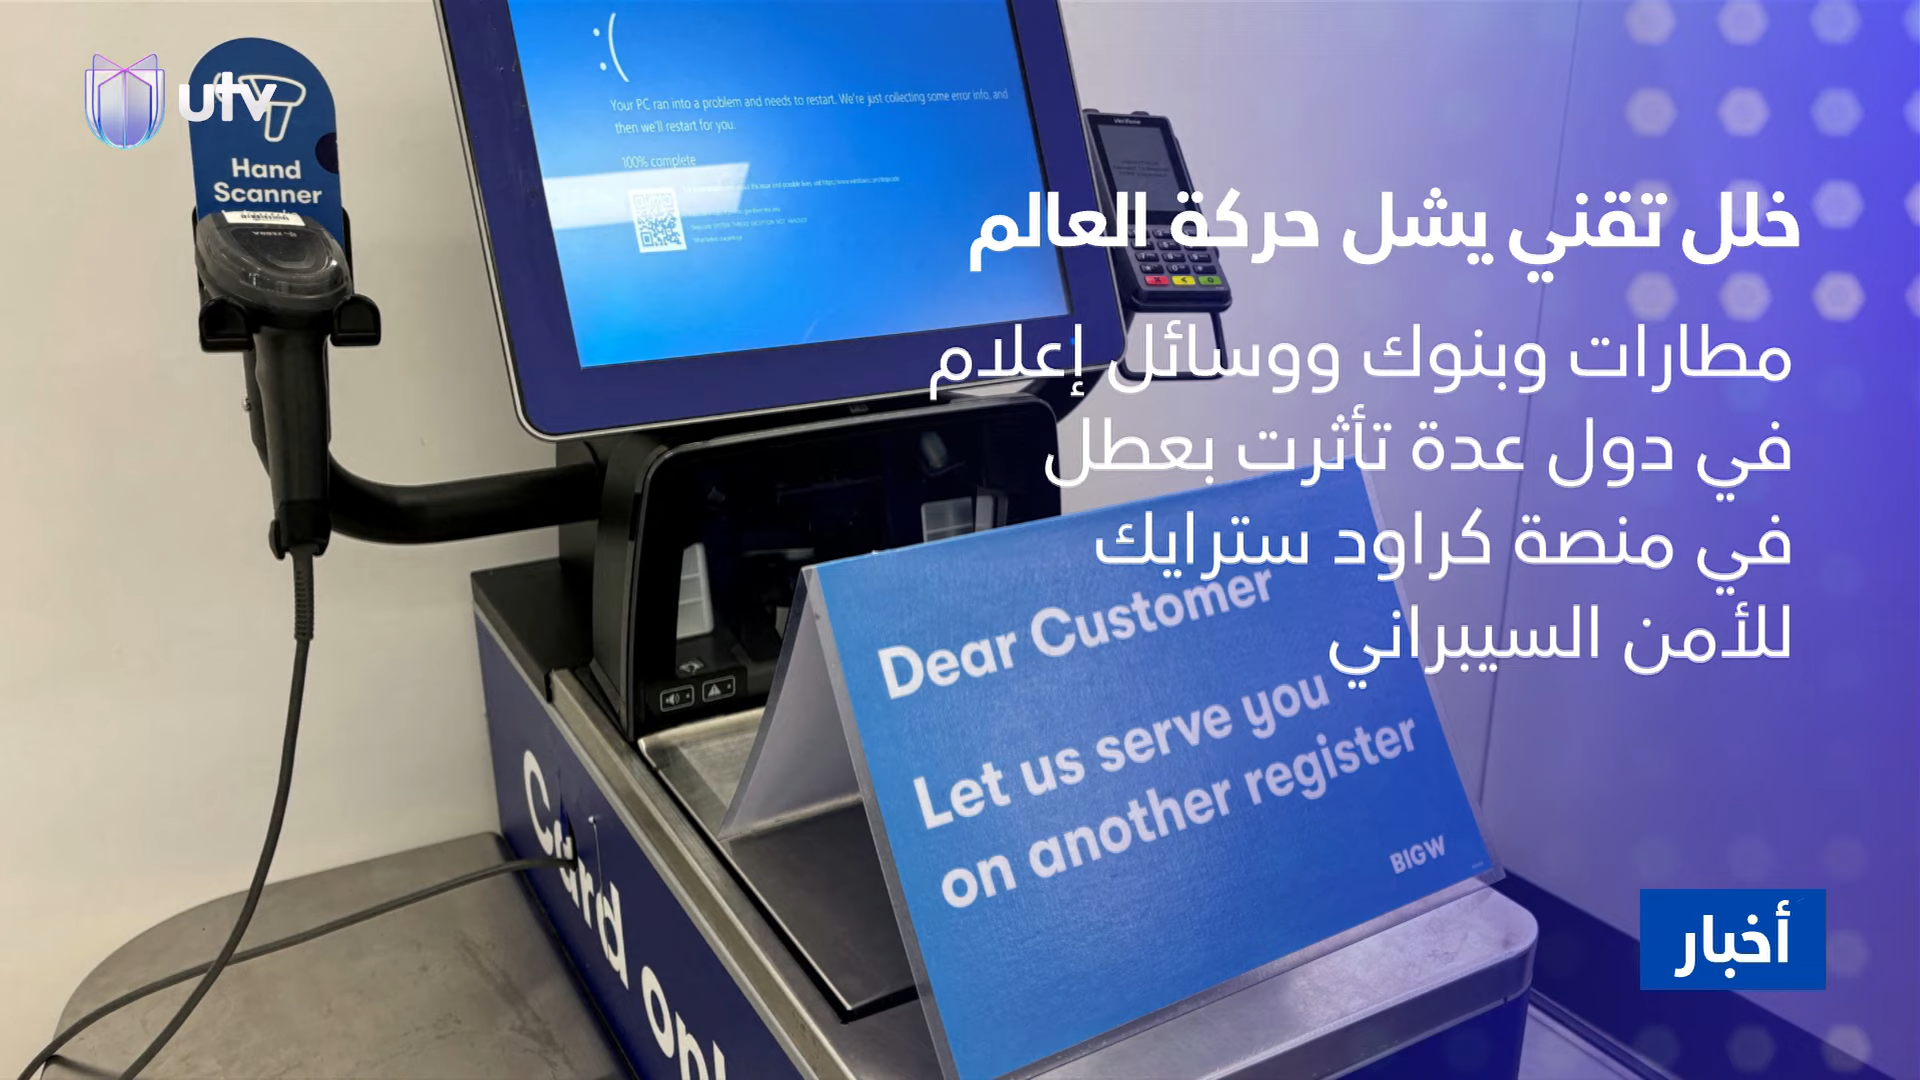 utv
Hand
Scanner
:(
Your PC ran into a problem and needs to restart. We're just collecting some error info, and
then we'll restart for you.
100% complete
خلل تقني يشل حركة العالم
مطارات وبنوك ووسائل إعلام
في دول عدة تأثرت بعطل
في منصة كراود سترايك
للأمن السيبراني
Dear Customer
Let us serve you
on another register
BIGW
Card onl
أخبار